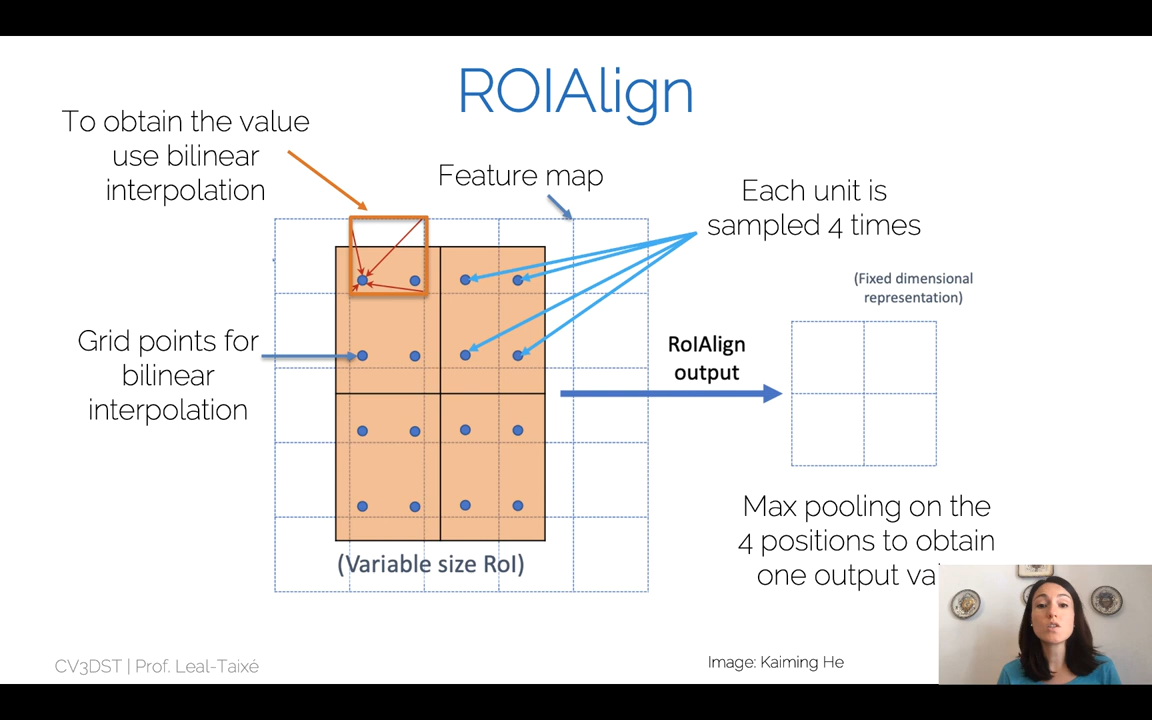 ROIAlign
To obtain the value
use bilinear
interpolation
Feature map
Each unit is
sampled 4 times
(Fixed dimensional
representation)
Grid points for
bilinear
interpolation
RoIAlign
output
(Variable size RoI)
Max pooling on the
4 positions to obtain
one output
CV3DST | Prof. Leal-Taixé
Image: Kaiming He